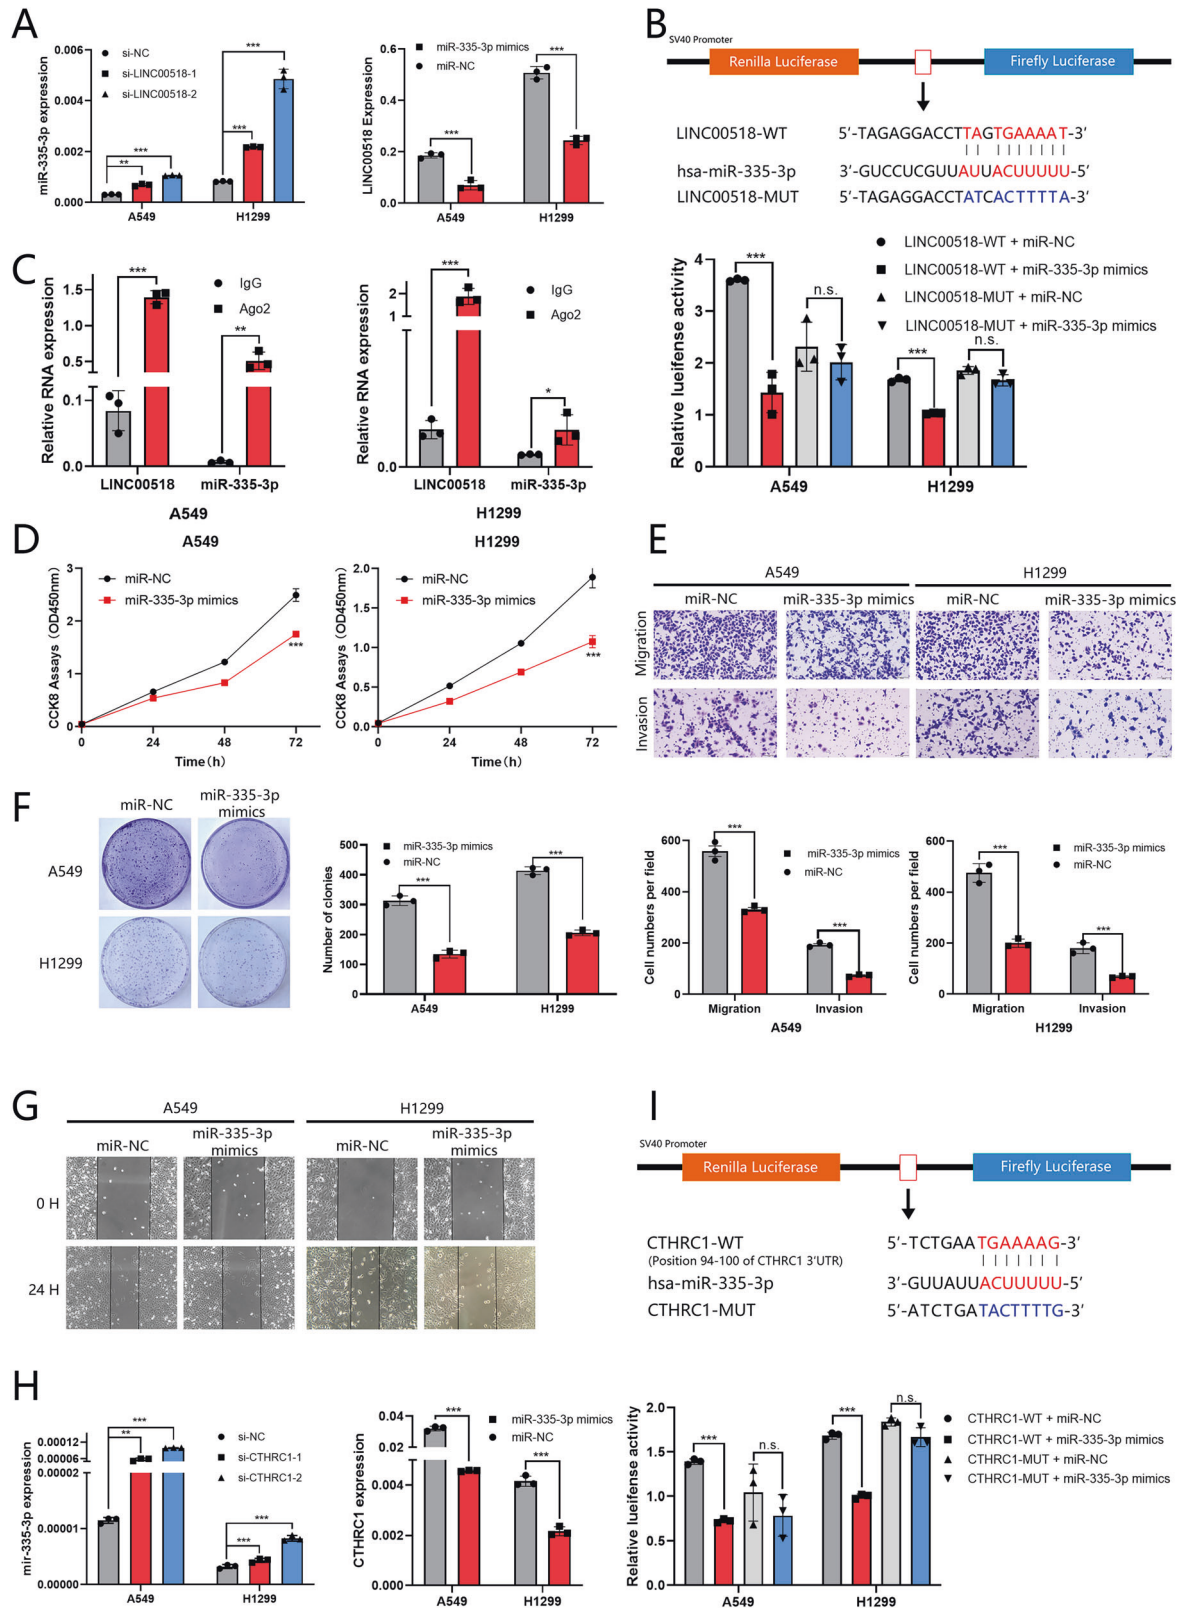 A
miR-335-3p expression
0.006
0.004
0.002
0.000
si-NC
si-LINC00518-1
si-LINC00518-2
***
**
***
***
A549
H1299
LINC00518 Expression
0.6
0.4
0.2
0.0
miR-335-3p mimics
miR-NC
***
***
A549
H1299
B
SV40 Promoter
Renilla Luciferase
Firefly Luciferase
LINC00518-WT 5'-TAGAGGACCTTAGTGAAAAT-3'
hsa-miR-335-3p 3'-GUCCUCGUUAUUACUUUUU-5'
LINC00518-MUT 5'-TAGAGGACCTATCACTTTTA-3'
Relative lueifense activity
5
4
3
2
1
0
LINC00518-WT + miR-NC
LINC00518-WT + miR-335-3p mimics
LINC00518-MUT + miR-NC
LINC00518-MUT + miR-335-3p mimics
***
n.s.
***
n.s.
A549
H1299
C
Relative RNA expression
1.5
1.0
0.5
0.1
0.0
IgG
Ago2
***
**
LINC00518
miR-335-3p
A549
Relative RNA expression
2
1
0.0
IgG
Ago2
***
*
LINC00518
miR-335-3p
H1299
D
A549
CCK8 Assays (OD450nm)
3
2
1
0
miR-NC
miR-335-3p mimics
***
0
24
48
72
Time(h)
H1299
CCK8 Assays (OD450nm)
2.0
1.5
1.0
0.5
0.0
miR-NC
miR-335-3p mimics
***
0
24
48
72
Time(h)
E
A549
H1299
miR-NC
miR-335-3p mimics
miR-NC
miR-335-3p mimics
Migration
Invasion
Cell numbers per field
600
400
200
0
miR-335-3p mimics
miR-NC
***
***
Migration
Invasion
A549
Cell numbers per field
600
400
200
0
miR-335-3p mimics
miR-NC
***
***
Migration
Invasion
H1299
F
miR-NC
miR-335-3p
mimics
A549
H1299
Number of clonies
500
400
300
200
100
0
miR-335-3p mimics
miR-NC
***
***
A549
H1299
G
A549
H1299
miR-NC
miR-335-3p
mimics
miR-NC
miR-335-3p
mimics
0 H
24 H
I
SV40 Promoter
Renilla Luciferase
Firefly Luciferase
CTHRC1-WT 5'-TCTGAATGAAAAG-3'
(Position 94-100 of CTHRC1 3'UTR)
hsa-miR-335-3p 3'-GUUAUUACUUUUU-5'
CTHRC1-MUT 5'-ATCTGATACTTTTG-3'
Relative lueifense activity
2.0
1.5
1.0
0.5
0.0
CTHRC1-WT + miR-NC
CTHRC1-WT + miR-335-3p mimics
CTHRC1-MUT + miR-NC
CTHRC1-MUT + miR-335-3p mimics
***
n.s.
***
n.s.
A549
H1299
H
mir-335-3p expression
0.00012
0.00006
0.00002
0.00001
0.00000
si-NC
si-CTHRC1-1
si-CTHRC1-2
***
**
***
***
A549
H1299
CTHRC1 expression
0.04
0.02
0.004
0.002
0.000
miR-335-3p mimics
miR-NC
***
***
A549
H1299